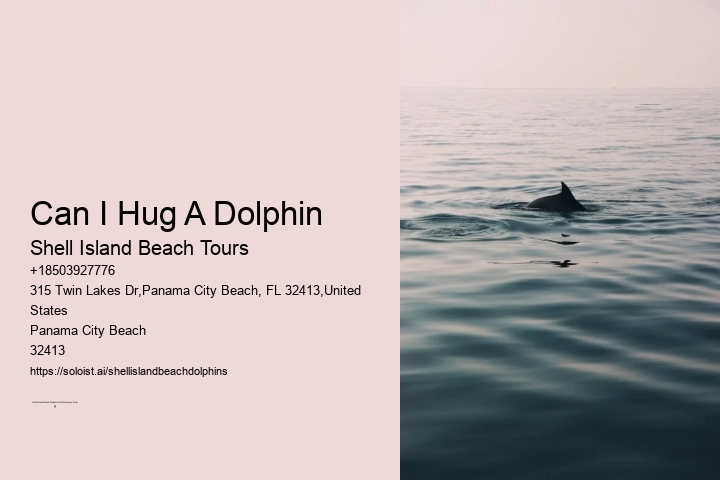 Can I Hug A Dolphin
Shell Island Beach Tours
+18503927776
315 Twin Lakes Dr,Panama City Beach, FL 32413,United
States
Panama City Beach
32413
https://soloist.ai/shellislandbeachdolphins